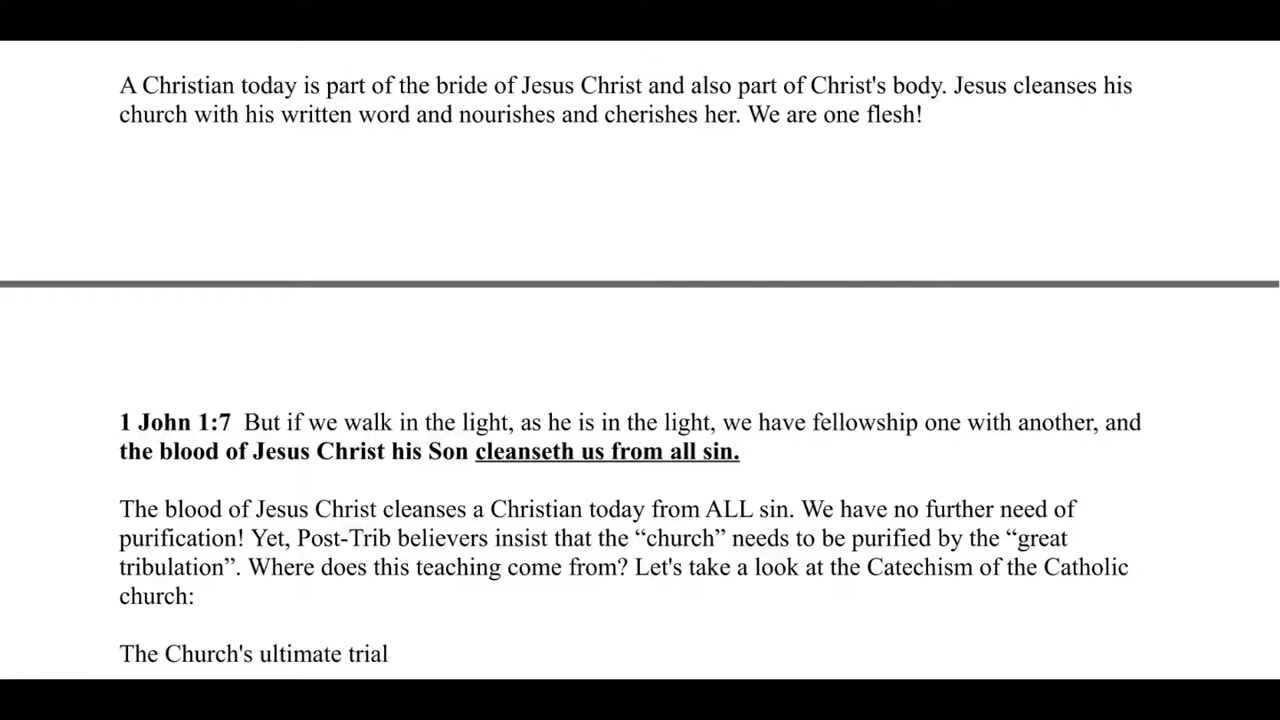 A Christian today is part of the bride of Jesus Christ and also part of Christ's body. Jesus cleanses his
church with his written word and nourishes and cherishes her. We are one flesh!
1 John 1:7  But if we walk in the light, as he is in the light, we have fellowship one with another, and
the blood of Jesus Christ his Son cleanseth us from all sin.
The blood of Jesus Christ cleanses a Christian today from ALL sin. We have no further need of
purification! Yet, Post-Trib believers insist that the “church” needs to be purified by the “great
tribulation”. Where does this teaching come from? Let's take a look at the Catechism of the Catholic
church:
The Church's ultimate trial